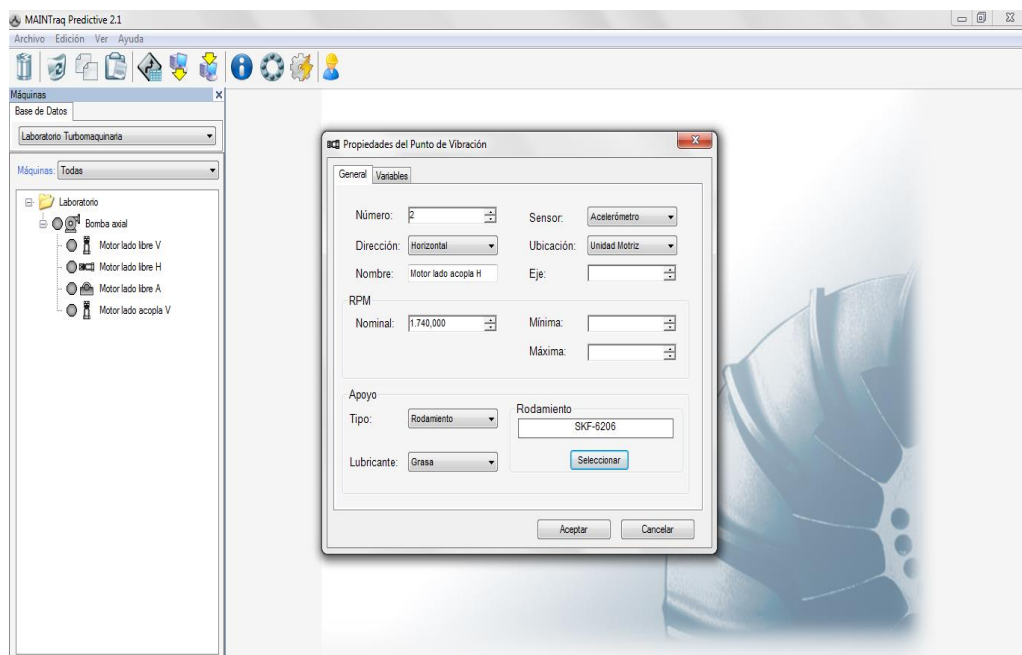 MAINTraq Predictive 2.1
Archivo Edición Ver Ayuda
Máquinas
Base de Datos
Laboratorio Turbomaquinaria
Máquinas: Todas
Laboratorio
Bomba axial
Motor lado libre V
Motor lado libre H
Motor lado libre A
Motor lado acopla V
Propiedades del Punto de Vibración
General Variables
Número: 2 Sensor: Acelerómetro
Dirección: Horizontal Ubicación: Unidad Motriz
Nombre: Motor lado acopla H Eje:
RPM
Nominal: 1.740,000 Mínima:
Máxima:
Apoyo
Tipo: Rodamiento
Rodamiento
SKF-6206
Lubricante: Grasa
Seleccionar
Aceptar Cancelar